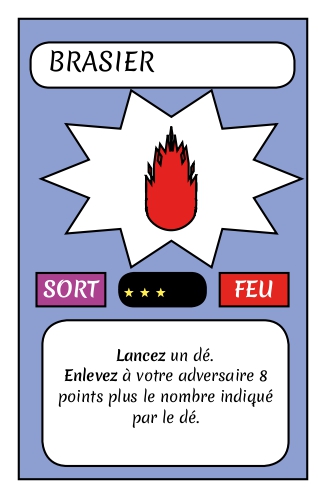 BRASIER
SORT
FEU
Lancez un dé.
Enlevez à votre adversaire 8
points plus le nombre indiqué
par le dé.